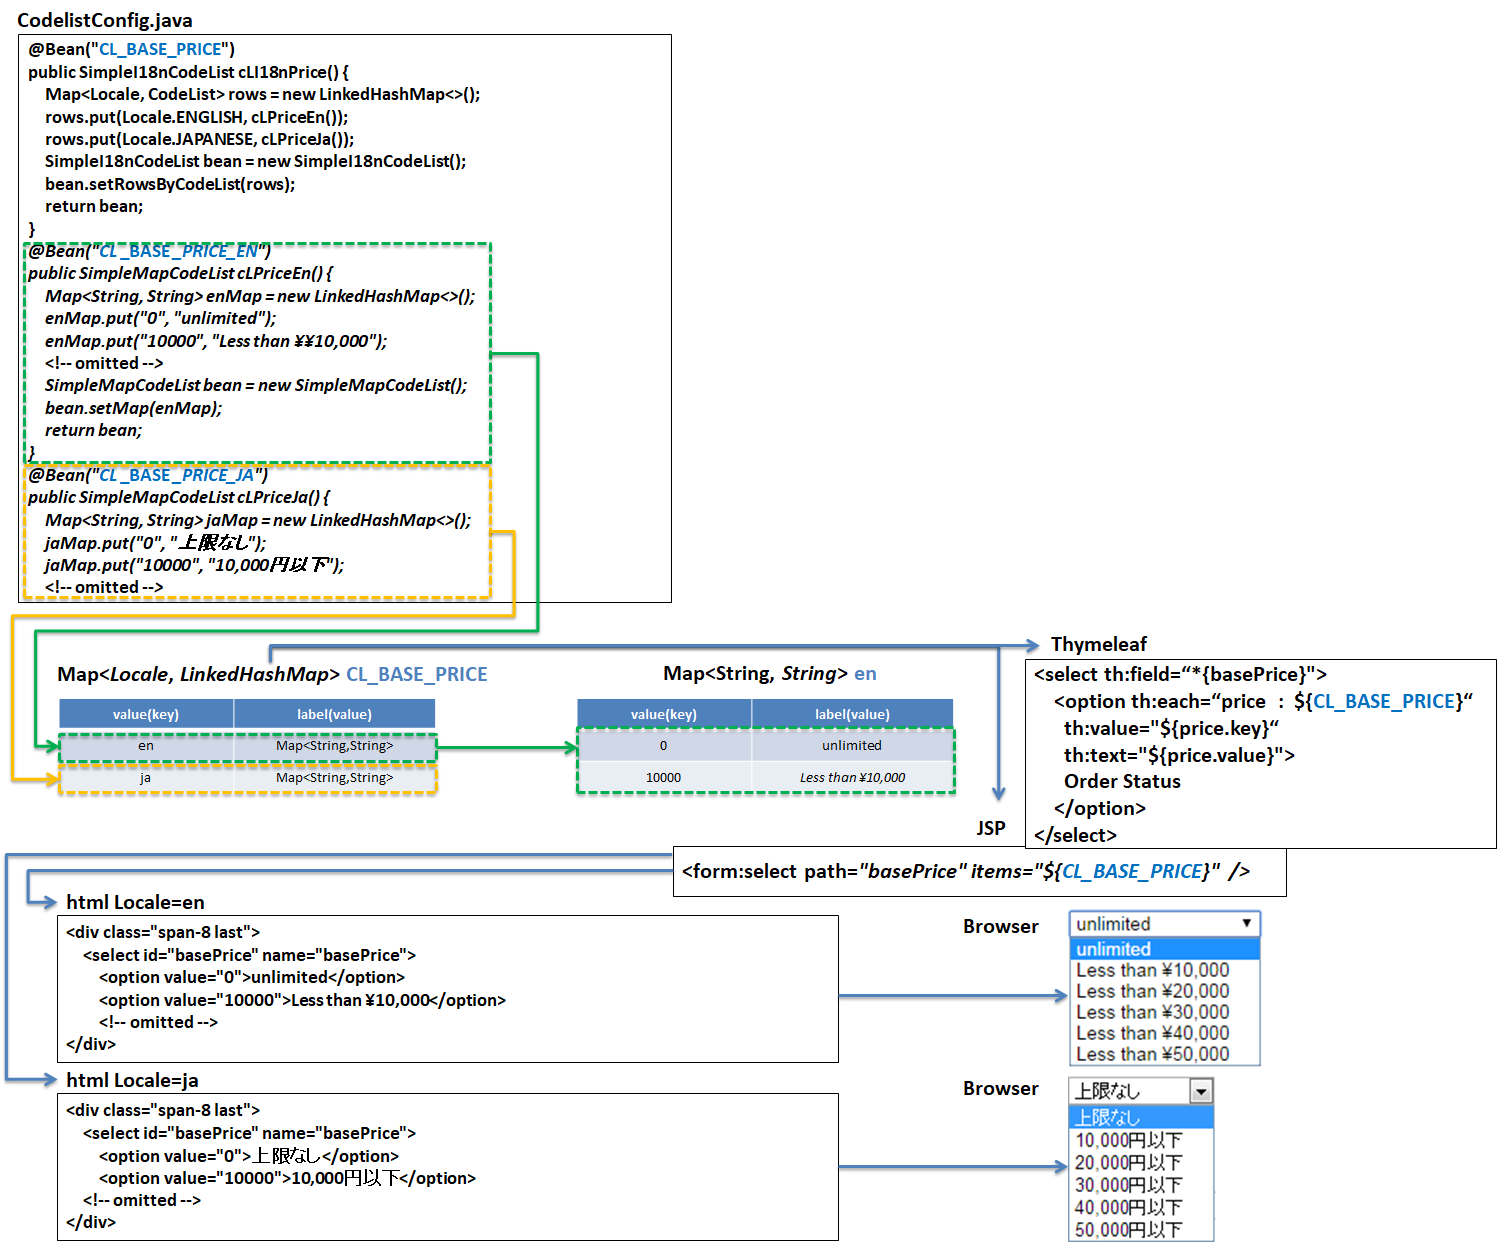 CodelistConfig.java
@Bean("CL_BASE_PRICE")
public SimpleI18nCodeList cLI18nPrice() {
Map<Locale, CodeList> rows = new LinkedHashMap<>();
rows.put(Locale.ENGLISH, cLPriceEn());
rows.put(Locale.JAPANESE, cLPriceJa());
SimpleI18nCodeList bean = new SimpleI18nCodeList();
bean.setRowsByCodeList(rows);
return bean;
}
@Bean("CL_BASE_PRICE_EN")
public SimpleMapCodeList cLPriceEn() {
Map<String, String> enMap = new LinkedHashMap<>();
enMap.put("0", "unlimited");
enMap.put("10000", "Less than ¥¥10,000");
<!-- omitted -->
SimpleMapCodeList bean = new SimpleMapCodeList();
bean.setMap(enMap);
return bean;
}
@Bean("CL_BASE_PRICE_JA")
public SimpleMapCodeList cLPriceJa() {
Map<String, String> jaMap = new LinkedHashMap<>();
jaMap.put("0", "上限なし");
jaMap.put("10000", "10,000円以下");
<!-- omitted -->
Map<Locale, LinkedHashMap> CL_BASE_PRICE
value(key) label(value)
en Map<String,String>
ja Map<String,String>
Map<String, String> en
value(key) label(value)
0 unlimited
10000 Less than ¥10,000
Thymeleaf
<select th:field=“*{basePrice}">
<option th:each=“price : ${CL_BASE_PRICE}“
th:value="${price.key}“
th:text="${price.value}">
Order Status
</option>
</select>
JSP
<form:select path="basePrice" items="${CL_BASE_PRICE}" />
html Locale=en
<div class="span-8 last">
<select id="basePrice" name="basePrice">
<option value="0">unlimited</option>
<option value="10000">Less than ¥10,000</option>
<!-- omitted -->
</div>
Browser
unlimited
unlimited
Less than ¥10,000
Less than ¥20,000
Less than ¥30,000
Less than ¥40,000
Less than ¥50,000
html Locale=ja
<div class="span-8 last">
<select id="basePrice" name="basePrice">
<option value="0">上限なし</option>
<option value="10000">10,000円以下</option>
<!-- omitted -->
</div>
Browser
上限なし
上限なし
10,000円以下
20,000円以下
30,000円以下
40,000円以下
50,000円以下